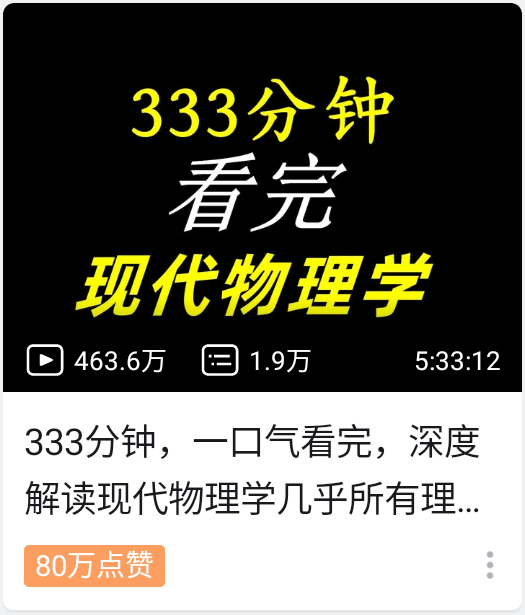 333分钟
看完
现代物理学
463.6万 1.9万 5:33:12
333分钟，一口气看完，深度
解读现代物理学几乎所有理...
80万点赞